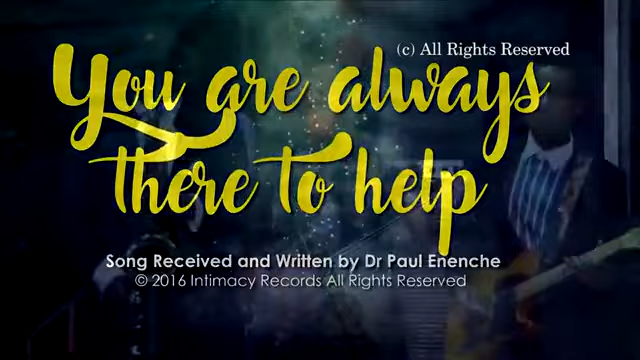 (c) All Rights Reserved
You are always
there to help
Song Received and Written by Dr Paul Enenche
© 2016 Intimacy Records All Rights Reserved